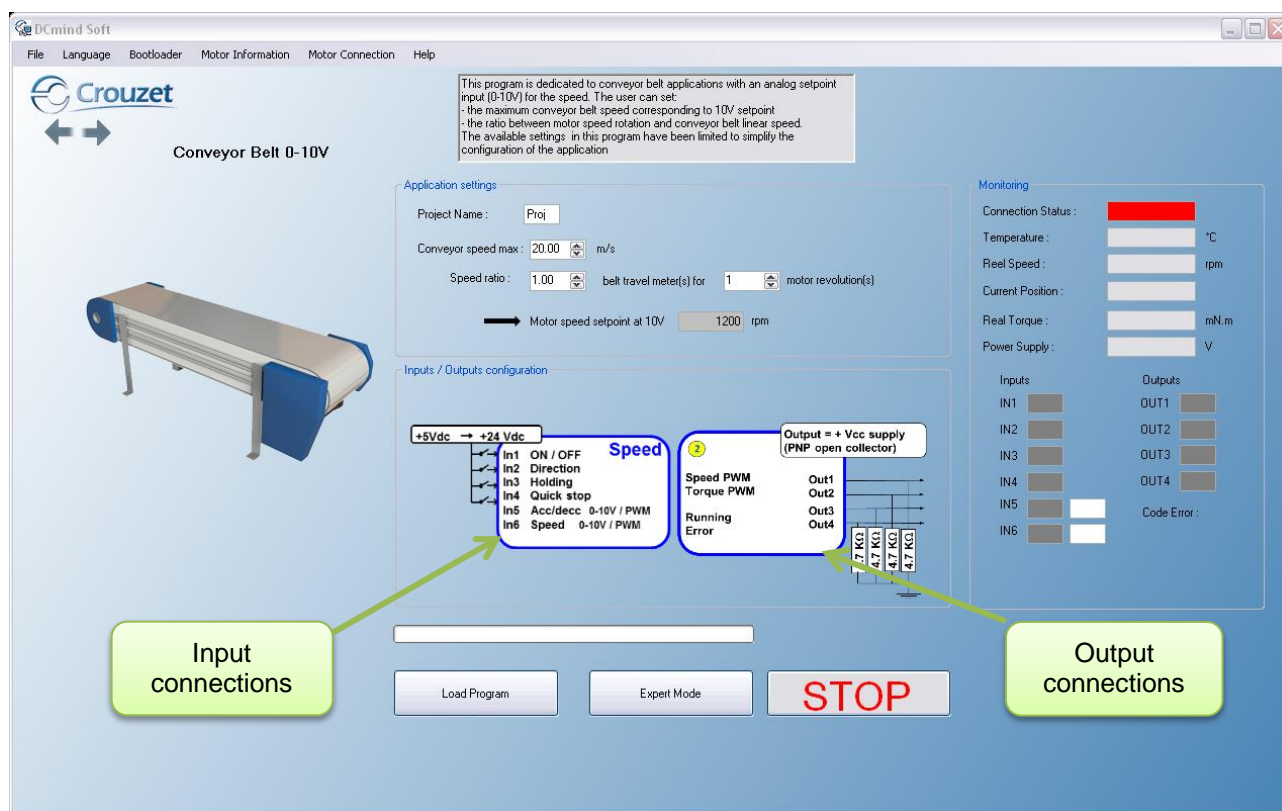 DCmind Soft
File Language Bootloader Motor Information Motor Connection Help
Crouzet
Conveyor Belt 0-10V
This program is dedicated to conveyor belt applications with an analog setpoint
input (0-10V) for the speed. The user can set:
- the maximum conveyor belt speed corresponding to 10V setpoint
- the ratio between motor speed rotation and conveyor belt linear speed.
The available settings in this program have been limited to simplify the
configuration of the application
Application settings
Project Name : Proj
Conveyor speed max : 20.00 m/s
Speed ratio : 1.00 belt travel meter(s) for 1 motor revolution(s)
Motor speed setpoint at 10V 1200 rpm
Inputs / Outputs configuration
+5Vdc → +24 Vdc
Speed
In1 ON / OFF
In2 Direction
In3 Holding
In4 Quick stop
In5 Acc/decc 0-10V / PWM
In6 Speed 0-10V / PWM
2
Output = + Vcc supply
(PNP open collector)
Speed PWM Out1
Torque PWM Out2
Running Out3
Error Out4
4.7 KΩ
4.7 KΩ
4.7 KΩ
4.7 KΩ
Monitoring
Connection Status :
Temperature : °C
Reel Speed : rpm
Current Position :
Real Torque : mN.m
Power Supply : V
Inputs Outputs
IN1 OUT1
IN2 OUT2
IN3 OUT3
IN4 OUT4
IN5 Code Error :
IN6
Input
connections
Output
connections
Load Program Expert Mode STOP